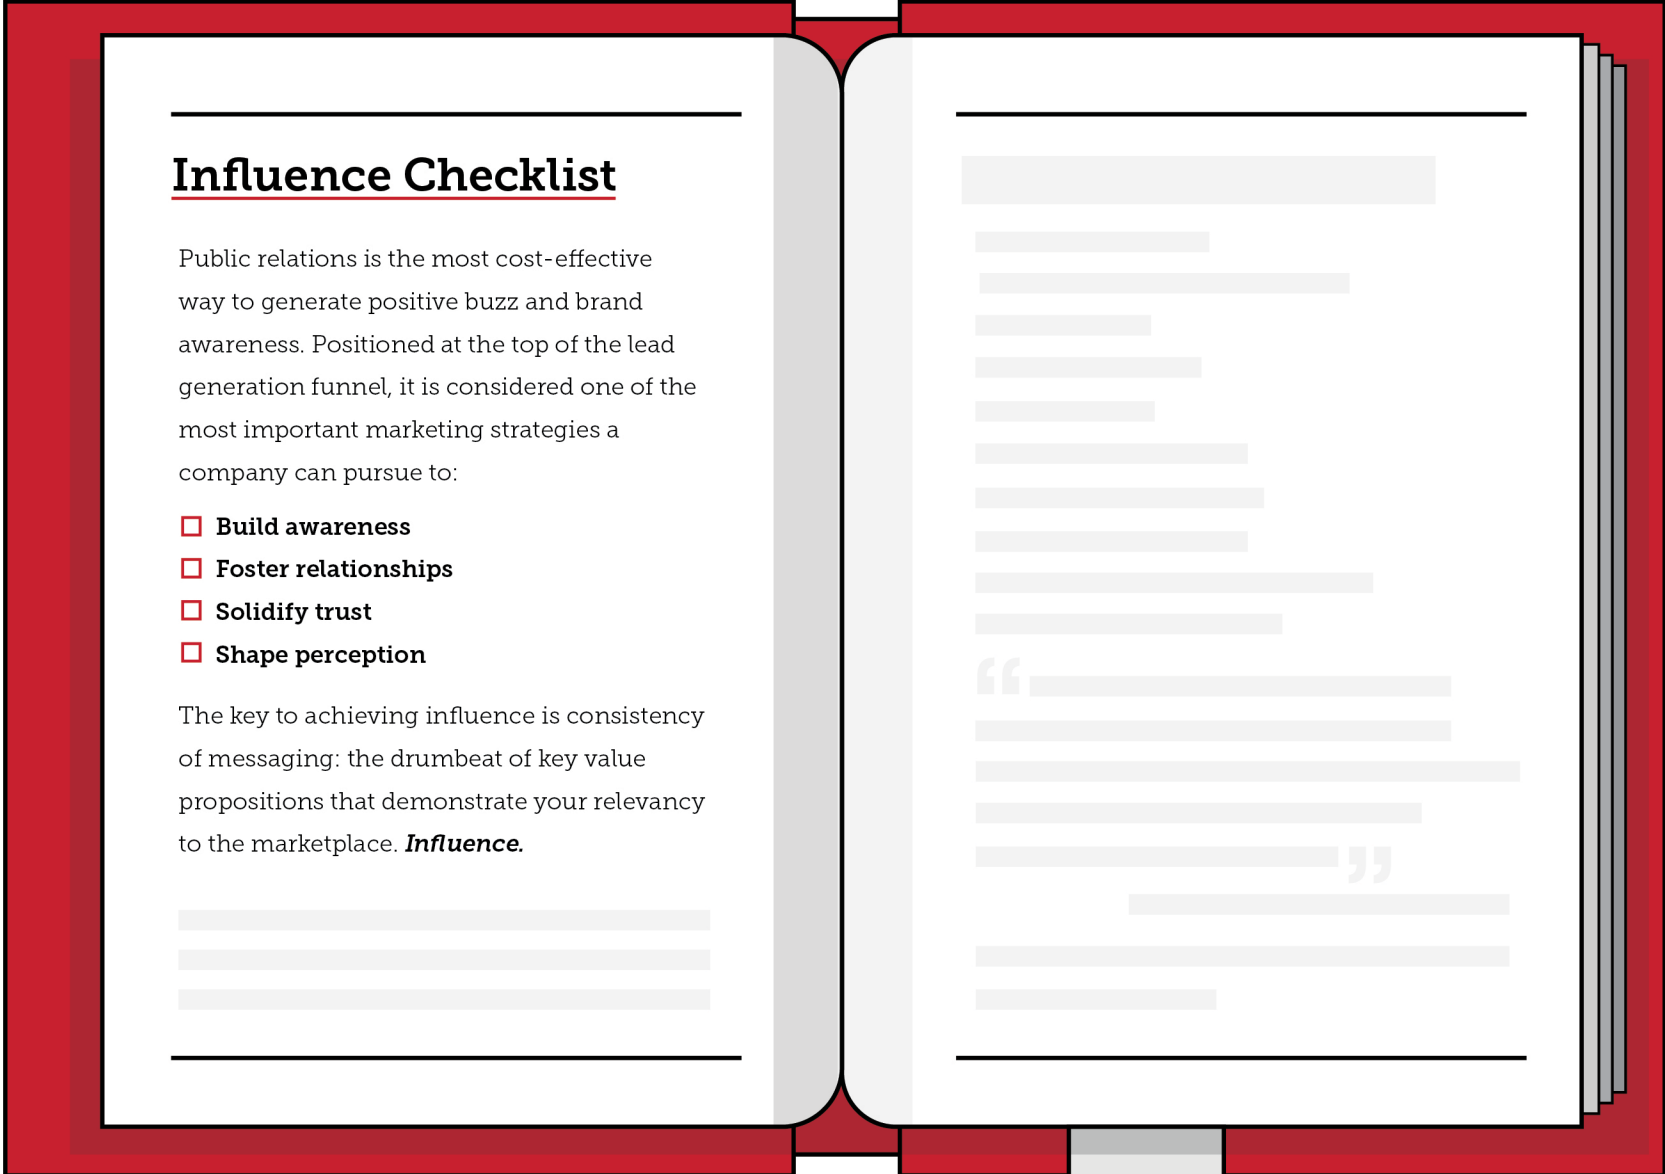 Influence Checklist
Public relations is the most cost-effective
way to generate positive buzz and brand
awareness. Positioned at the top of the lead
generation funnel, it is considered one of the
most important marketing strategies a
company can pursue to:
Build awareness
Foster relationships
Solidify trust
Shape perception
The key to achieving influence is consistency
of messaging: the drumbeat of key value
propositions that demonstrate your relevancy
to the marketplace. Influence.
“
”